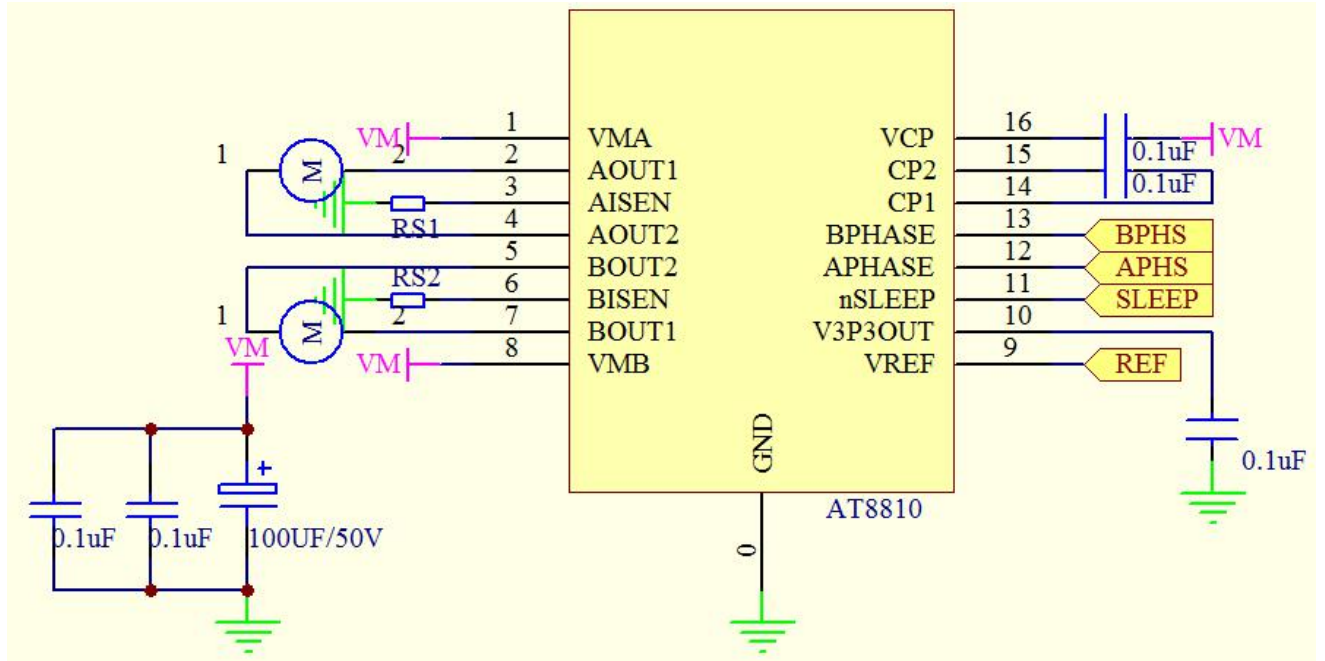 1 VM 1 VMA VCP 16 VM
M 2 2 AOUT1 CP2 15 0.1uF
3 AISEN CP1 14 0.1uF
RS1 4 AOUT2 BPHASE 13 BPHS
5 BOUT2 APHASE 12 APHS
RS2 6 BISEN nSLEEP 11 SLEEP
1 M 2 7 BOUT1 V3P3OUT 10
VM VM 8 VMB VREF 9 REF
GND
+ 0.1uF
AT8810
0.1uF 0.1uF 100UF/50V 0